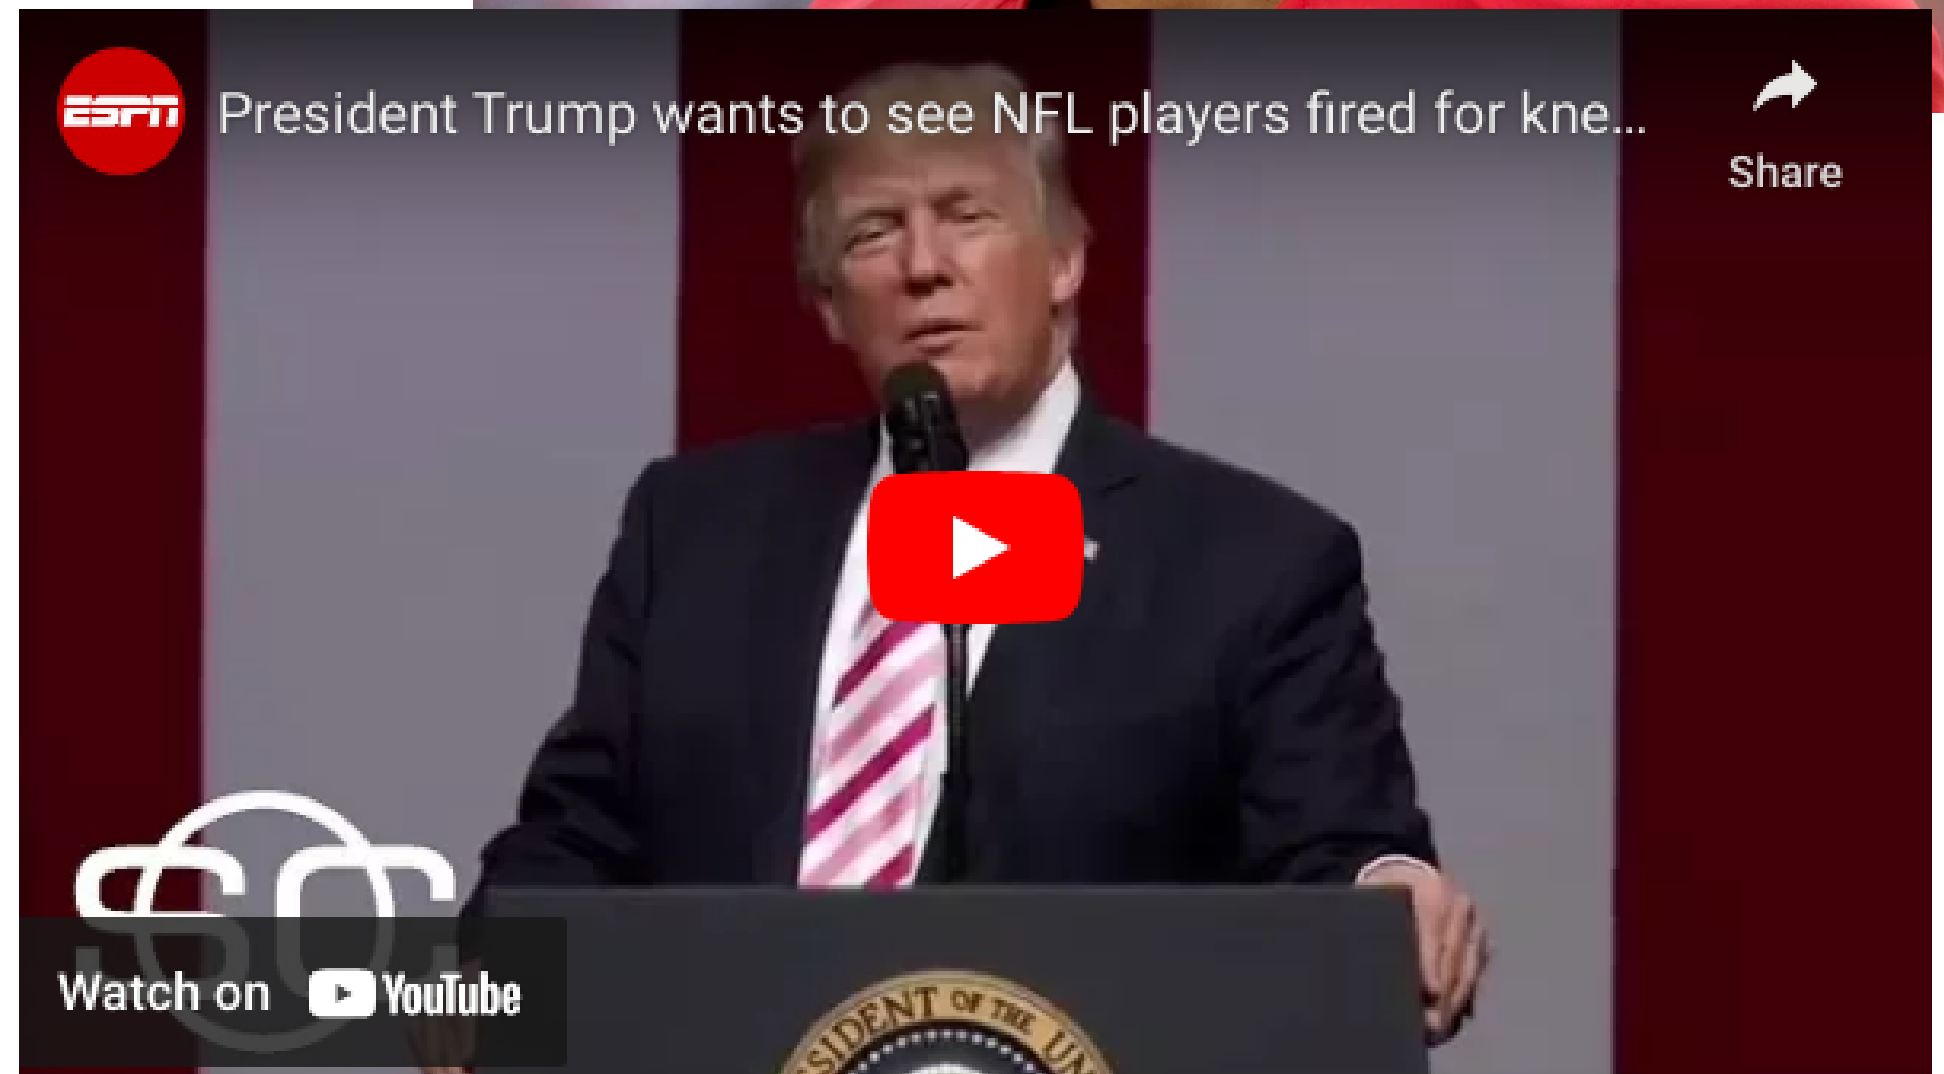 ESPN
President Trump wants to see NFL players fired for kne...
Share
SC
Watch on YouTube
SIDENT OF THE UN